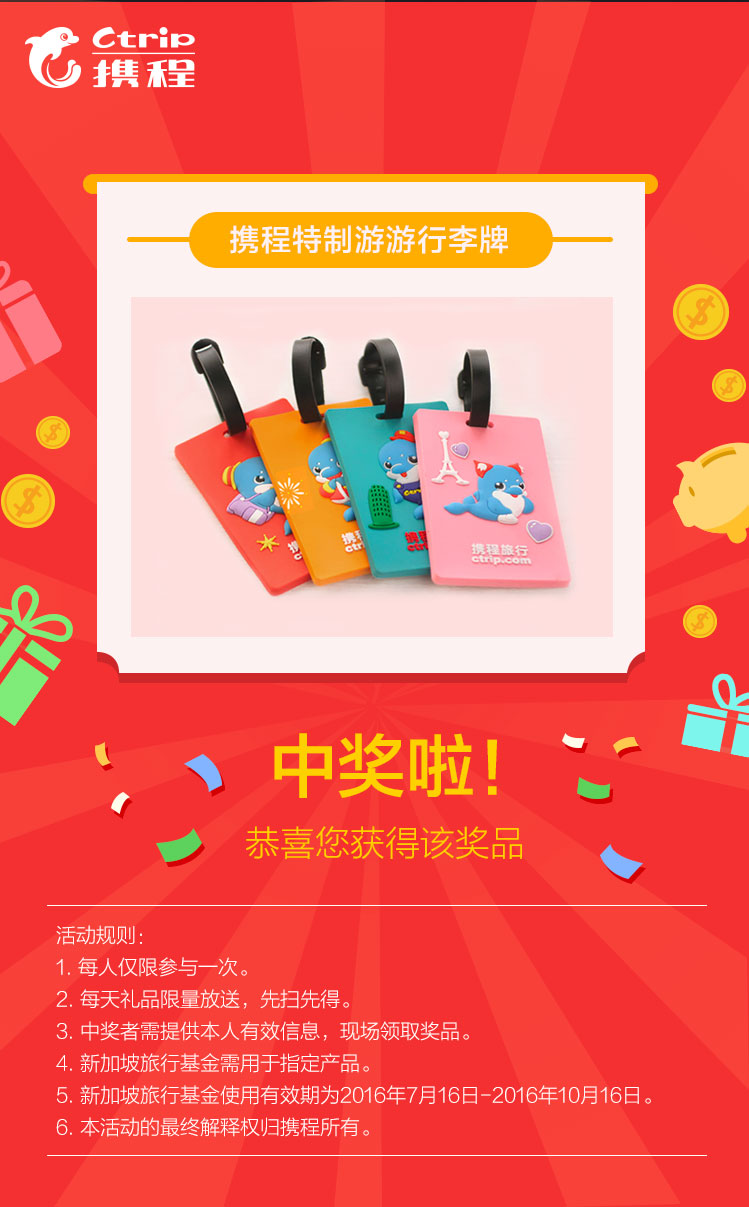 Ctrip
携程
携程特制游游行李牌
携程旅行
ctrip.com
中奖啦!
恭喜您获得该奖品
活动规则:
1. 每人仅限参与一次。
2. 每天礼品限量放送，先扫先得。
3. 中奖者需提供本人有效信息，现场领取奖品。
4. 新加坡旅行基金需用于指定产品。
5. 新加坡旅行基金使用有效期为2016年7月16日-2016年10月16日。
6. 本活动的最终解释权归携程所有。